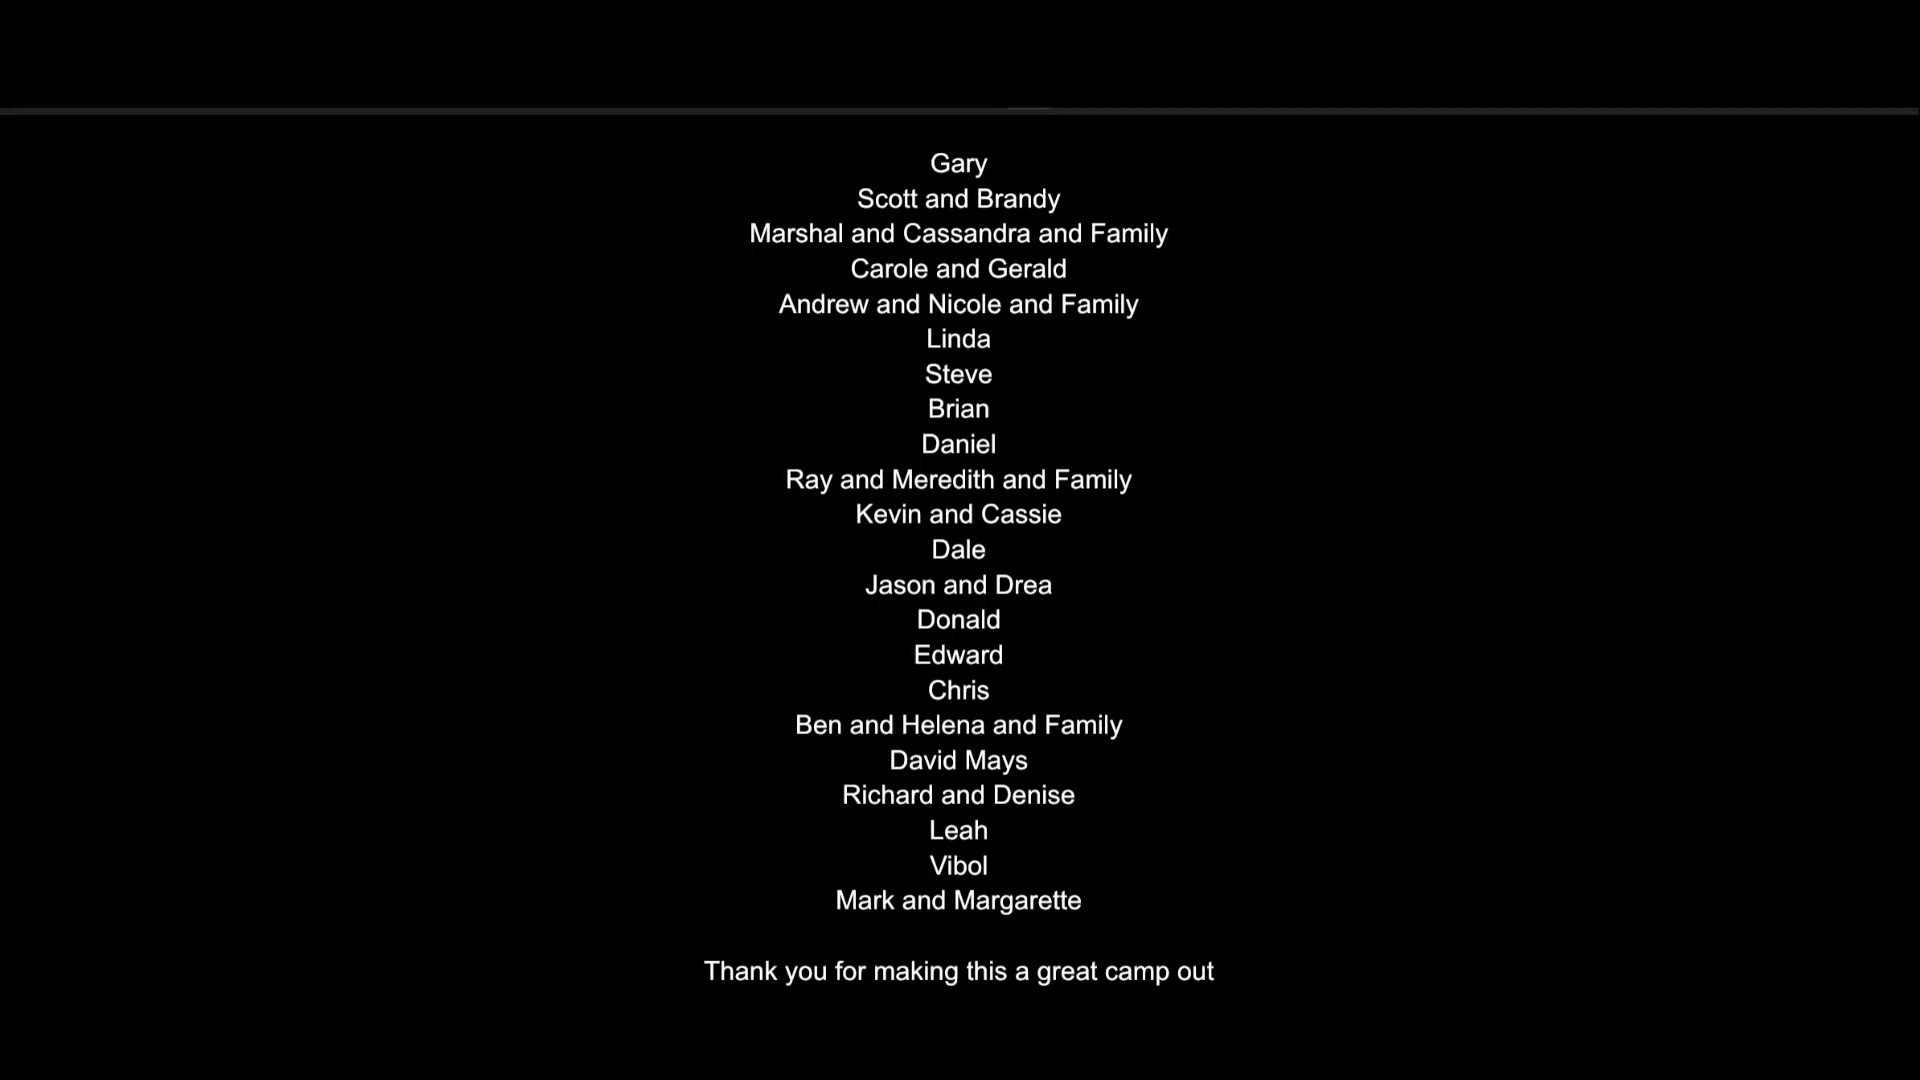 Gary
Scott and Brandy
Marshal and Cassandra and Family
Carole and Gerald
Andrew and Nicole and Family
Linda
Steve
Brian
Daniel
Ray and Meredith and Family
Kevin and Cassie
Dale
Jason and Drea
Donald
Edward
Chris
Ben and Helena and Family
David Mays
Richard and Denise
Leah
Vibol
Mark and Margarette
Thank you for making this a great camp out